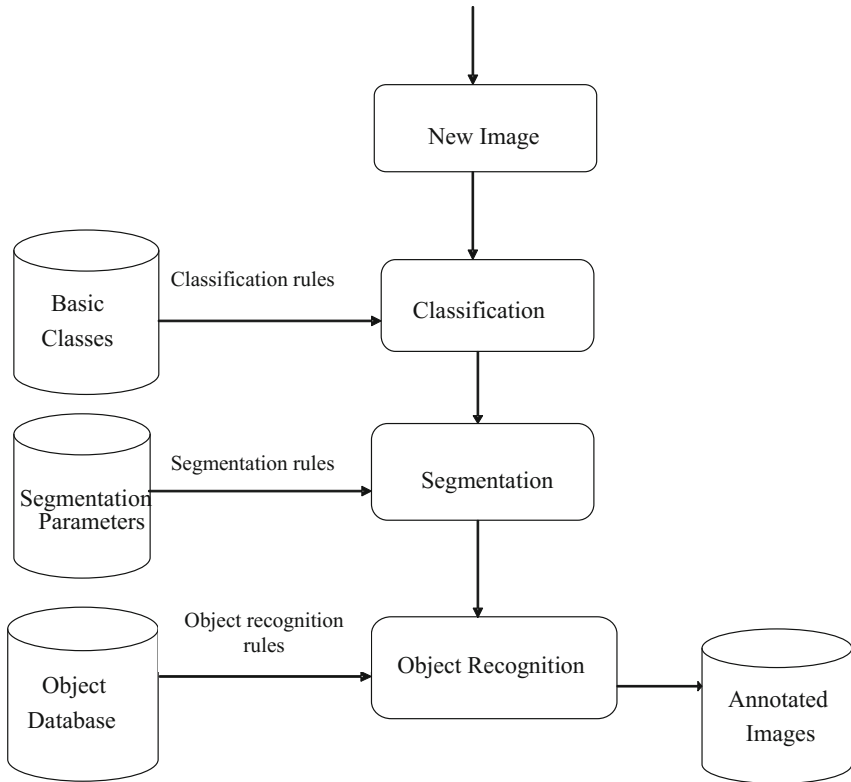 New Image
Classification rules
Basic
Classes
Classification
Segmentation rules
Segmentation
Parameters
Segmentation
Object recognition
rules
Object
Database
Object Recognition
Annotated
Images